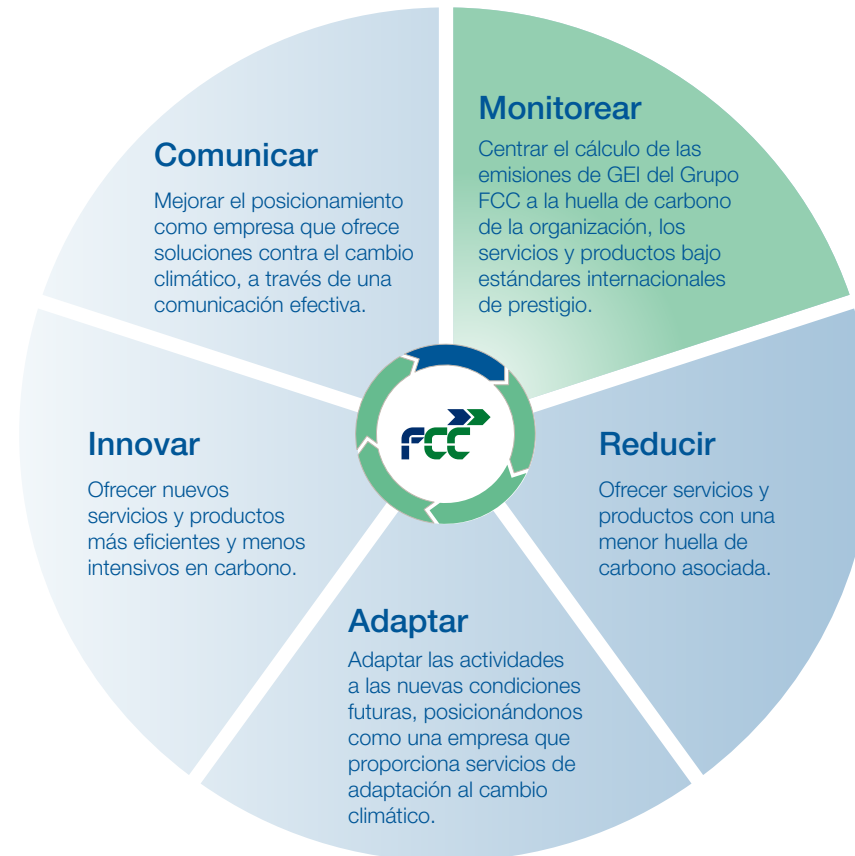 Monitorear
Centrar el cálculo de las
emisiones de GEI del Grupo
FCC a la huella de carbono
de la organización, los
servicios y productos bajo
estándares internacionales
de prestigio.
Reducir
Ofrecer servicios y
productos con una
menor huella de
carbono asociada.
Adaptar
Adaptar las actividades
a las nuevas condiciones
futuras, posicionándonos
como una empresa que
proporciona servicios de
adaptación al cambio
climático.
Innovar
Ofrecer nuevos
servicios y productos
más eficientes y menos
intensivos en carbono.
Comunicar
Mejorar el posicionamiento
como empresa que ofrece
soluciones contra el cambio
climático, a través de una
comunicación efectiva.
FCC